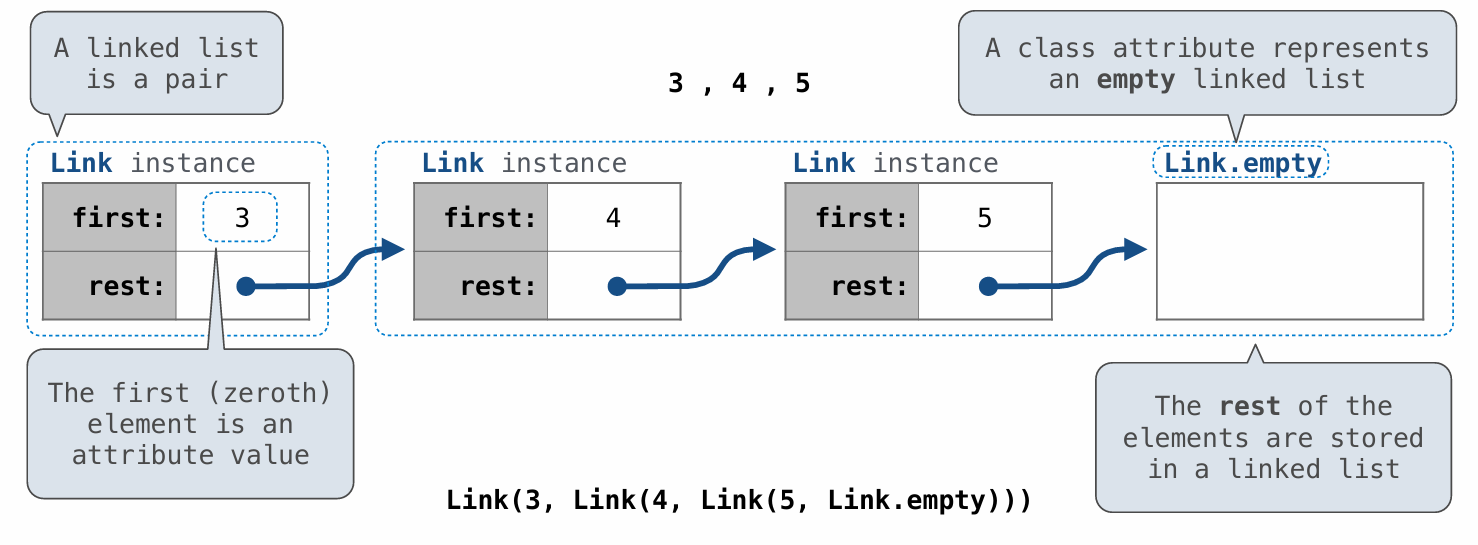 A linked list
is a pair
3 , 4 , 5
A class attribute represents
an empty linked list
Link instance
first: 3
rest:
Link instance
first: 4
rest:
Link instance
first: 5
rest:
Link.empty
The first (zeroth)
element is an
attribute value
The rest of the
elements are stored
in a linked list
Link(3, Link(4, Link(5, Link.empty)))